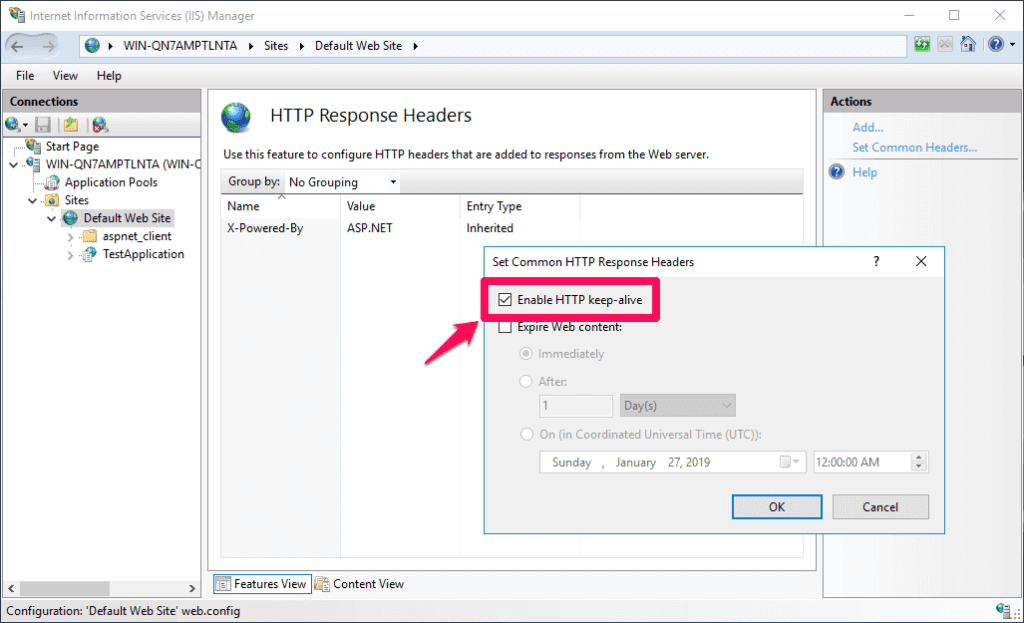 Internet Information Services (IIS) Manager
WIN-QN7AMPTLNTA Sites Default Web Site
File View Help
Connections
Start Page
WIN-QN7AMPTLNTA (WIN-C
Application Pools
Sites
Default Web Site
aspnet_client
TestApplication
HTTP Response Headers
Use this feature to configure HTTP headers that are added to responses from the Web server.
Group by: No Grouping
Name Value Entry Type
X-Powered-By ASP.NET Inherited
Set Common HTTP Response Headers ?
Enable HTTP keep-alive
Expire Web content:
Immediately
After:
1 Day(s)
On (in Coordinated Universal Time (UTC)):
Sunday , January 27, 2019 12:00:00 AM
OK Cancel
Actions
Add...
Set Common Headers...
Help
Features View Content View
Configuration: 'Default Web Site' web.config